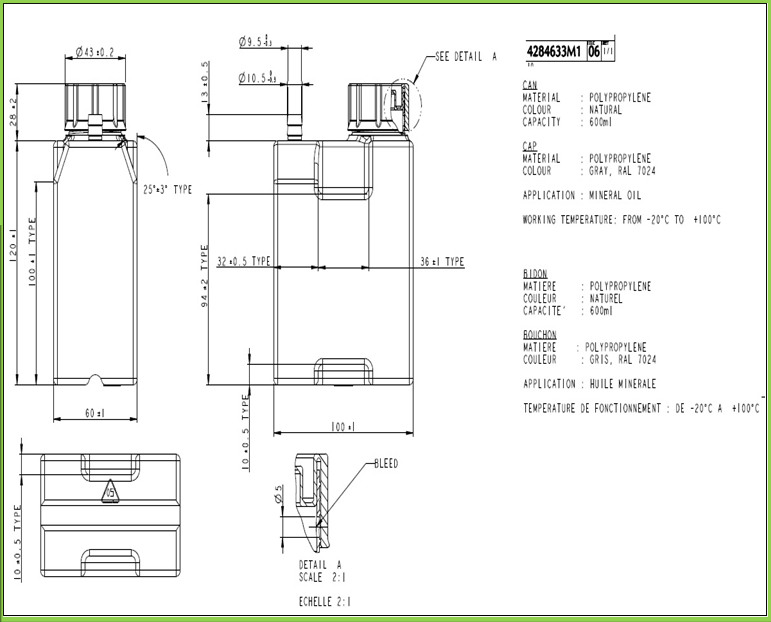 Ø43±0.2
Ø9.5
Ø10.5
SEE DETAIL A
28 ±2
13 ±0.5
25°±3° TYPE
120 ±1
100 ±1 TYPE
94 ±2 TYPE
32 ±0.5 TYPE
36 ±1 TYPE
60 ±1
100 ±1
10 ±0.5 TYPE
10 ±0.5 TYPE
Ø5
BLEED
DETAIL A
SCALE 2:1
ECHELLE 2:1
4284633M1 06 1/1
CAN
MATERIAL : POLYPROPYLENE
COLOUR : NATURAL
CAPACITY : 600ml
CAP
MATERIAL : POLYPROPYLENE
COLOUR : GRAY, RAL 7024
APPLICATION : MINERAL OIL
WORKING TEMPERATURE: FROM -20°C TO +100°C
BIDON
MATIERE : POLYPROPYLENE
COULEUR : NATUREL
CAPACITE´ : 600ml
BOUCHON
MATIERE : POLYPROPYLENE
COULEUR : GRIS, RAL 7024
APPLICATION : HUILE MINERALE
TEMPERATURE DE FONCTIONNEMENT : DE -20°C A +100°C